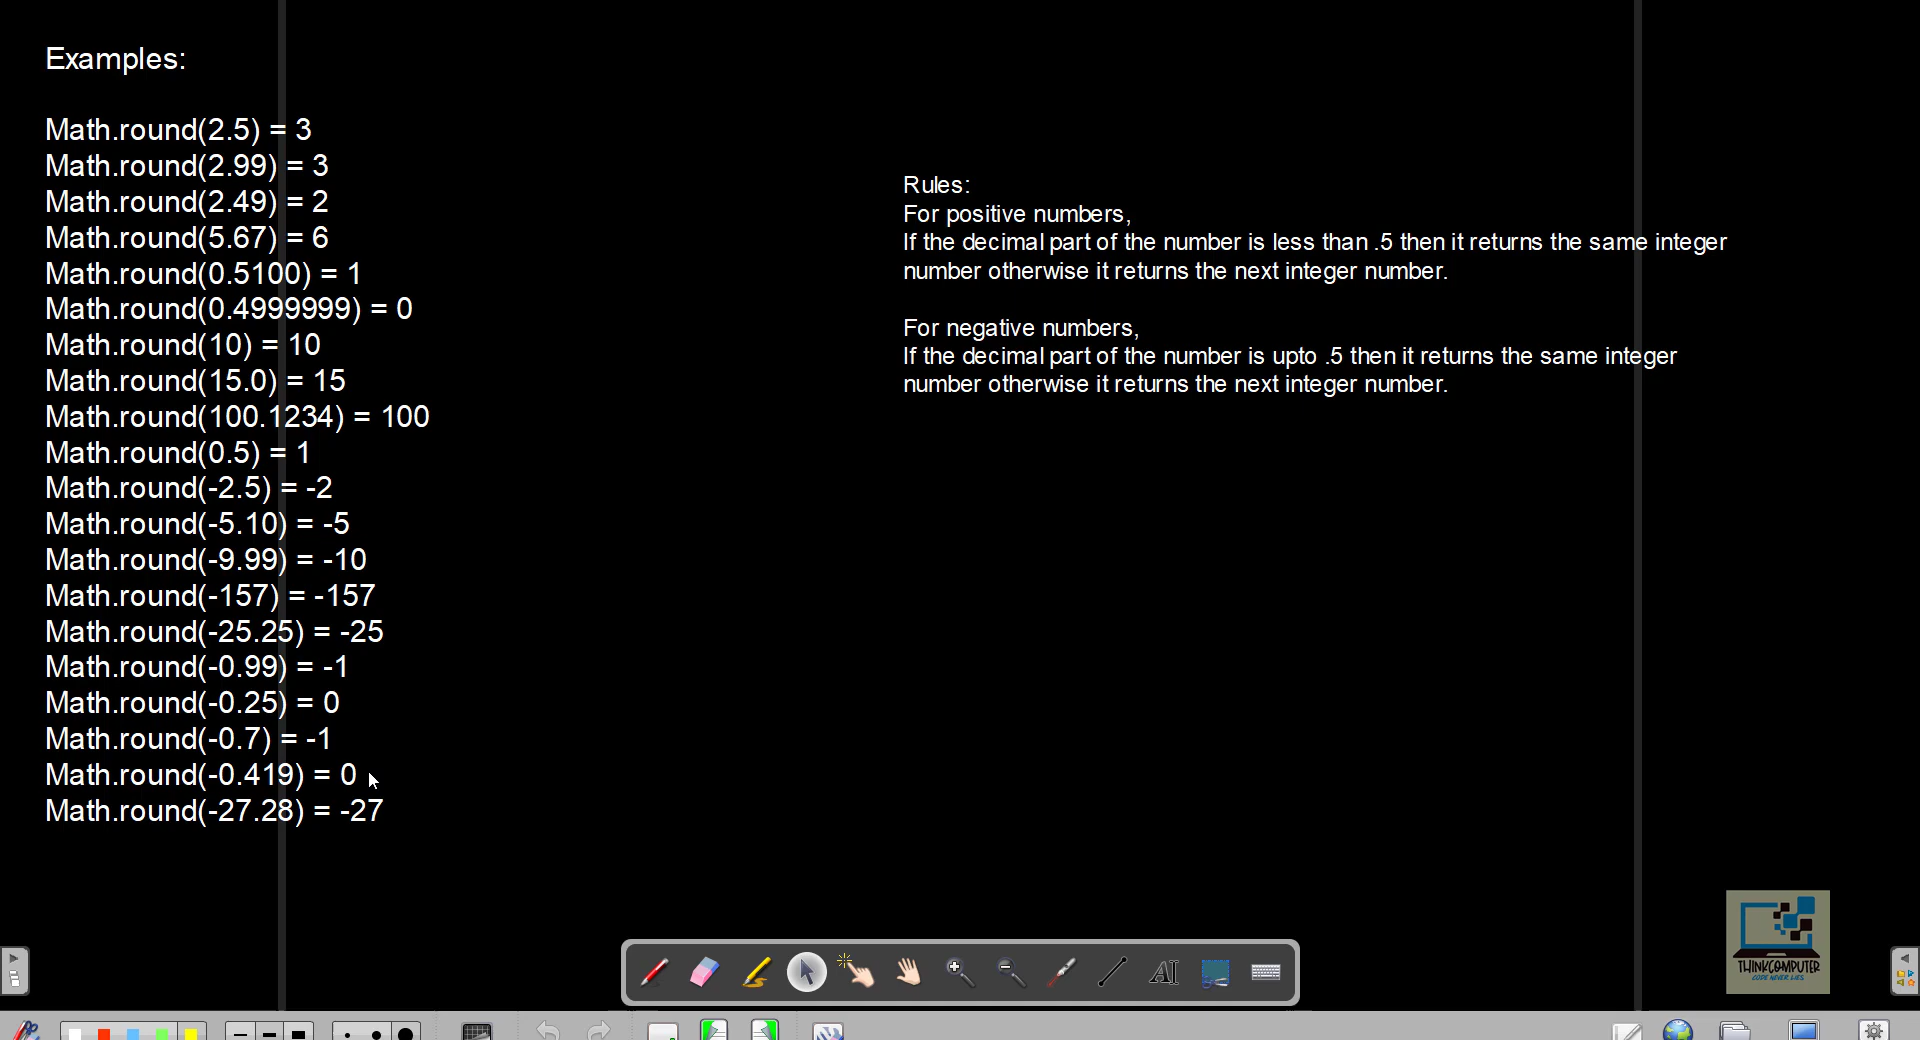 Examples:
Math.round(2.5) = 3
Math.round(2.99) = 3
Math.round(2.49) = 2
Math.round(5.67) = 6
Math.round(0.5100) = 1
Math.round(0.4999999) = 0
Math.round(10) = 10
Math.round(15.0) = 15
Math.round(100.1234) = 100
Math.round(0.5) = 1
Math.round(-2.5) = -2
Math.round(-5.10) = -5
Math.round(-9.99) = -10
Math.round(-157) = -157
Math.round(-25.25) = -25
Math.round(-0.99) = -1
Math.round(-0.25) = 0
Math.round(-0.7) = -1
Math.round(-0.419) = 0
Math.round(-27.28) = -27
Rules:
For positive numbers,
If the decimal part of the number is less than .5 then it returns the same integer
number otherwise it returns the next integer number.
For negative numbers,
If the decimal part of the number is upto .5 then it returns the same integer
number otherwise it returns the next integer number.
THINKCOMPUTER
CODE NEVER LIES
AI